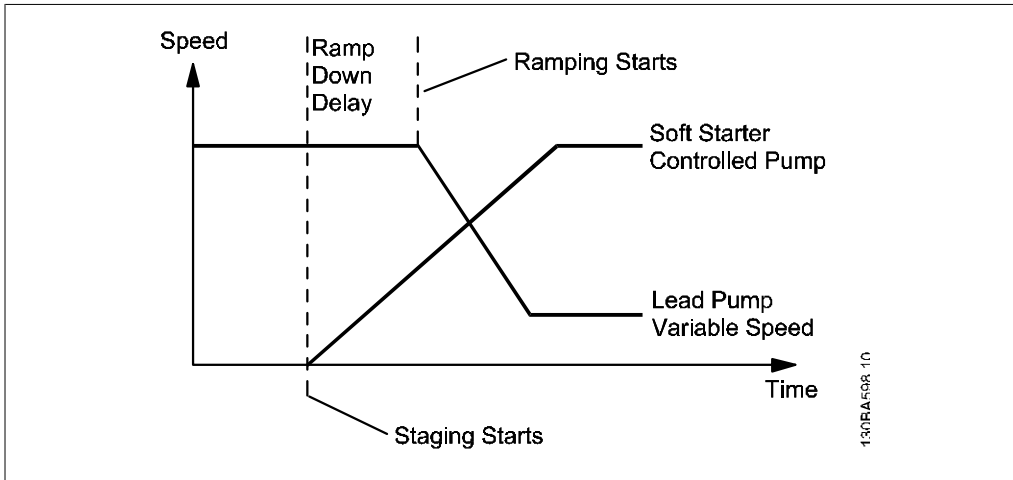 Speed
Ramp
Down
Delay
Ramping Starts
Soft Starter
Controlled Pump
Lead Pump
Variable Speed
Time
Staging Starts
130BA598.10